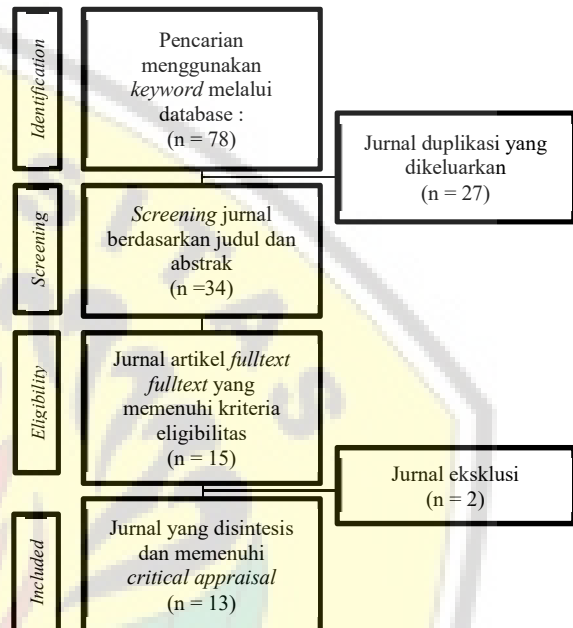 Identification
Pencarian
menggunakan
keyword melalui
database :
(n = 78)
Jurnal duplikasi yang
dikeluarkan
(n = 27)
Screening
Screening jurnal
berdasarkan judul dan
abstrak
(n =34)
Eligibility
Jurnal artikel fulltext
fulltext yang
memenuhi kriteria
eligibilitas
(n = 15)
Jurnal eksklusi
(n = 2)
Included
Jurnal yang disintesis
dan memenuhi
critical appraisal
(n = 13)
SITAS